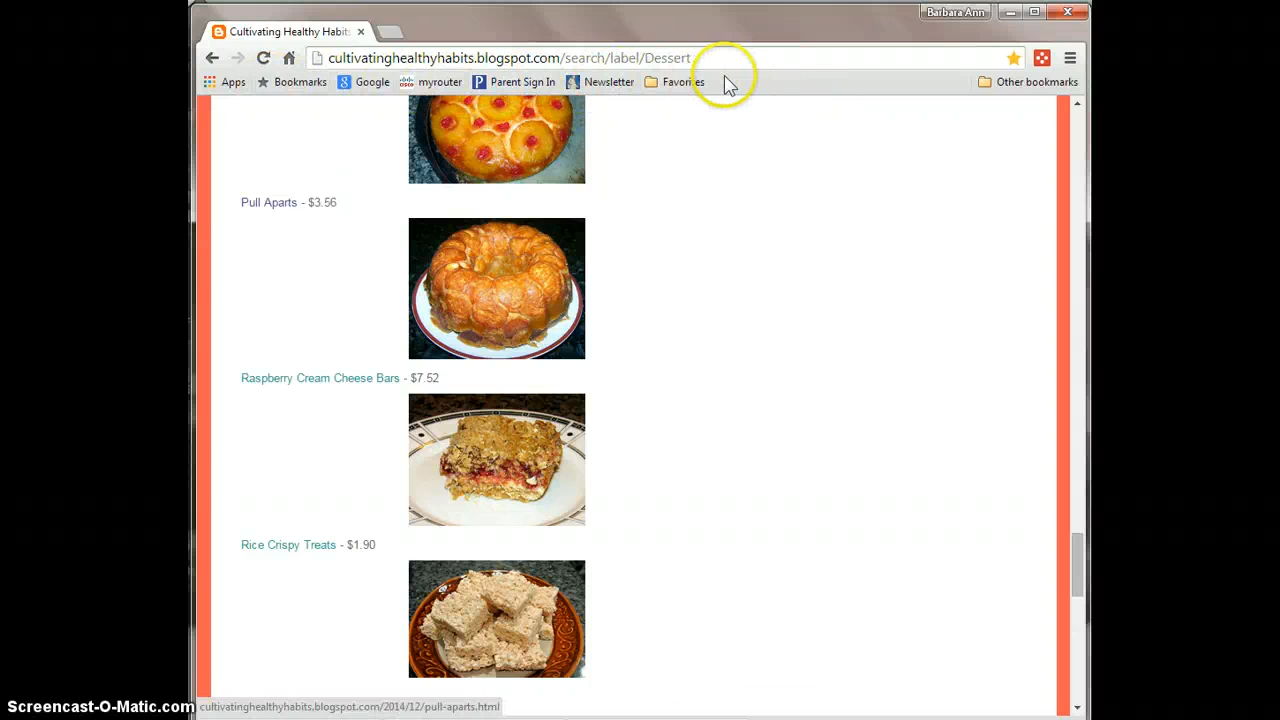 Barbara Ann
Cultivating Healthy Habits
cultivatinghealthyhabits.blogspot.com/search/label/Dessert
Apps Bookmarks Google myrouter Parent Sign In Newsletter Favorites Other bookmarks
Pull Aparts - $3.56
Raspberry Cream Cheese Bars - $7.52
Rice Crispy Treats - $1.90
cultivatinghealthyhabits.blogspot.com/2014/12/pull-aparts.html
Screencast-O-Matic.com